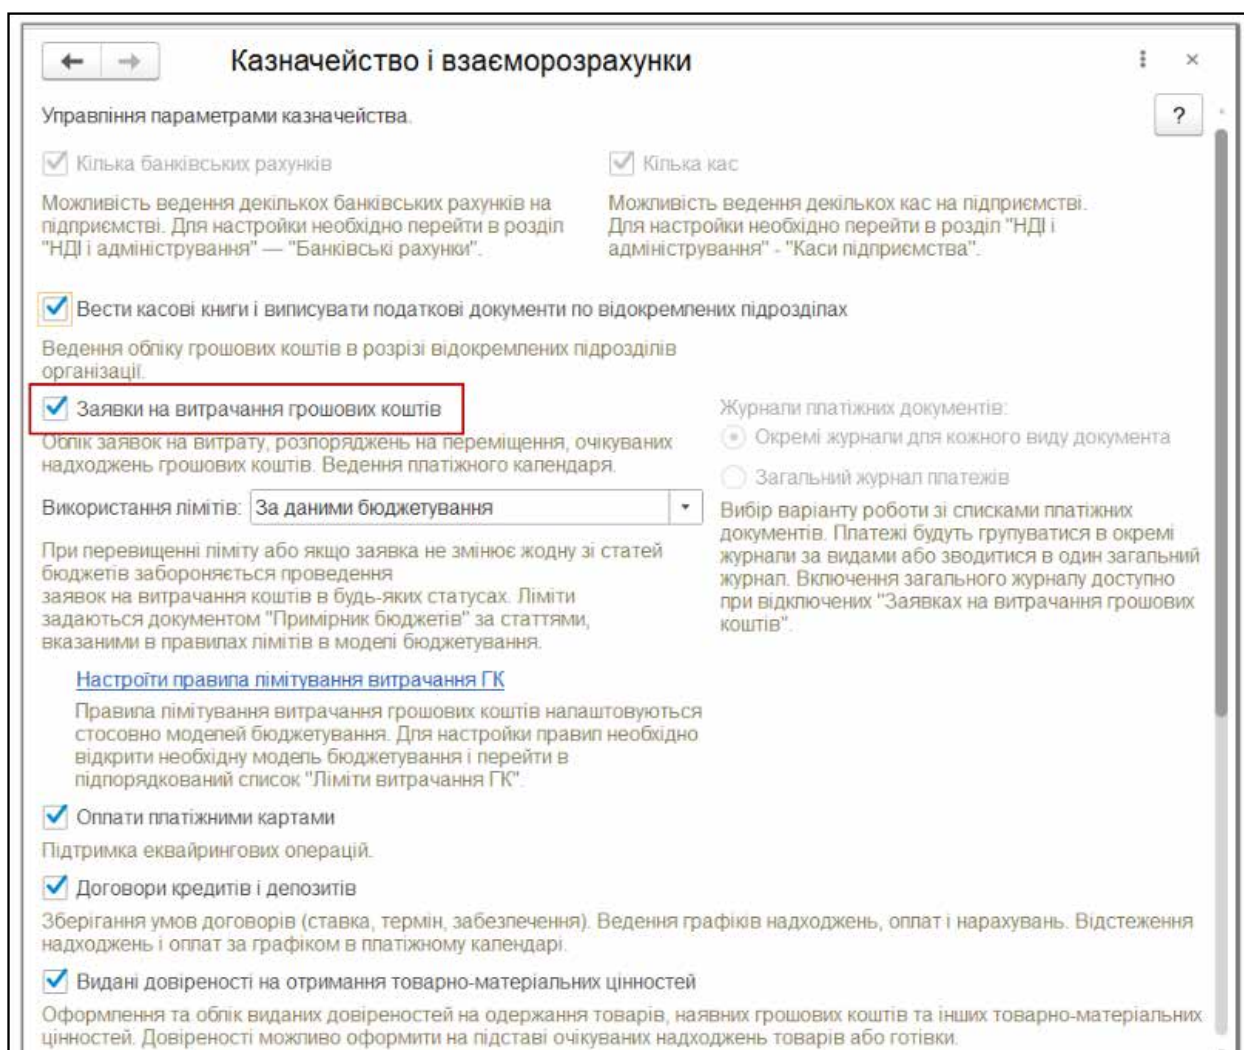 Казначейство і взаєморозрахунки
Управління параметрами казначейства.
?
Кілька банківських рахунків
Можливість ведення декількох банківських рахунків на
підприємстві. Для настройки необхідно перейти в розділ
"НДІ і адміністрування" — "Банківські рахунки".
Кілька кас
Можливість ведення декількох кас на підприємстві.
Для настройки необхідно перейти в розділ "НДІ і
адміністрування" - "Каси підприємства".
Вести касові книги і виписувати податкові документи по відокремлених підрозділах
Ведення обліку грошових коштів в розрізі відокремлених підрозділів
організації.
Заявки на витрачання грошових коштів
Облік заявок на витрату, розпоряджень на переміщення, очікуваних
надходжень грошових коштів. Ведення платіжного календаря.
Використання лімітів: За даними бюджетування
При перевищенні ліміту або якщо заявка не змінює жодну зі статей
бюджетів забороняється проведення
заявок на витрачання коштів в будь-яких статусах. Ліміти
задаються документом "Примірник бюджетів" за статтями,
вказаними в правилах лімітів в моделі бюджетування.
Настроїти правила лімітування витрачання ГК
Правила лімітування витрачання грошових коштів налаштовуються
стосовно моделей бюджетування. Для настройки правил необхідно
відкрити необхідну модель бюджетування і перейти в
підпорядкований список "Ліміти витрачання ГК".
Журнали платіжних документів:
Окремі журнали для кожного виду документа
Загальний журнал платежів
Вибір варіанту роботи зі списками платіжних
документів. Платежі будуть групуватися в окремі
журнали за видами або зводитися в один загальний
журнал. Включення загального журналу доступно
при відключених "Заявках на витрачання грошових
коштів".
Оплати платіжними картами
Підтримка еквайрингових операцій.
Договори кредитів і депозитів
Зберігання умов договорів (ставка, термін, забезпечення). Ведення графіків надходжень, оплат і нарахувань. Відстеження
надходжень і оплат за графіком в платіжному календарі.
Видані довіреності на отримання товарно-матеріальних цінностей
Оформлення та облік виданих довіреностей на одержання товарів, наявних грошових коштів та інших товарно-матеріальних
цінностей. Довіреності можливо оформити на підставі очікуваних надходжень товарів або готівки.